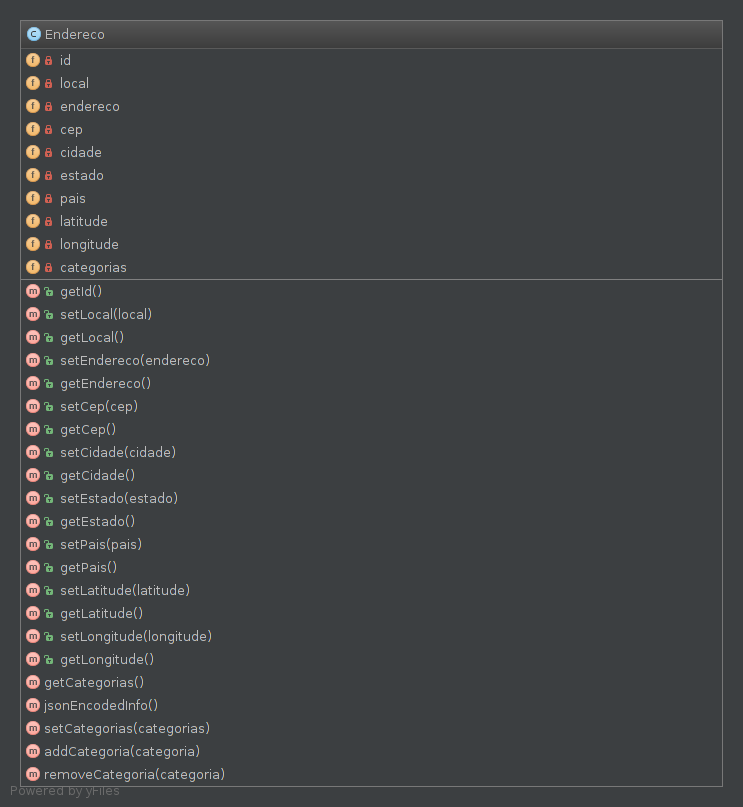 Endereco
id
local
endereco
cep
cidade
estado
pais
latitude
longitude
categorias
getId()
setLocal(local)
getLocal()
setEndereco(endereco)
getEndereco()
setCep(cep)
getCep()
setCidade(cidade)
getCidade()
setEstado(estado)
getEstado()
setPais(pais)
getPais()
setLatitude(latitude)
getLatitude()
setLongitude(longitude)
getLongitude()
getCategorias()
jsonEncodedInfo()
setCategorias(categorias)
addCategoria(categoria)
removeCategoria(categoria)
Powered by yFiles